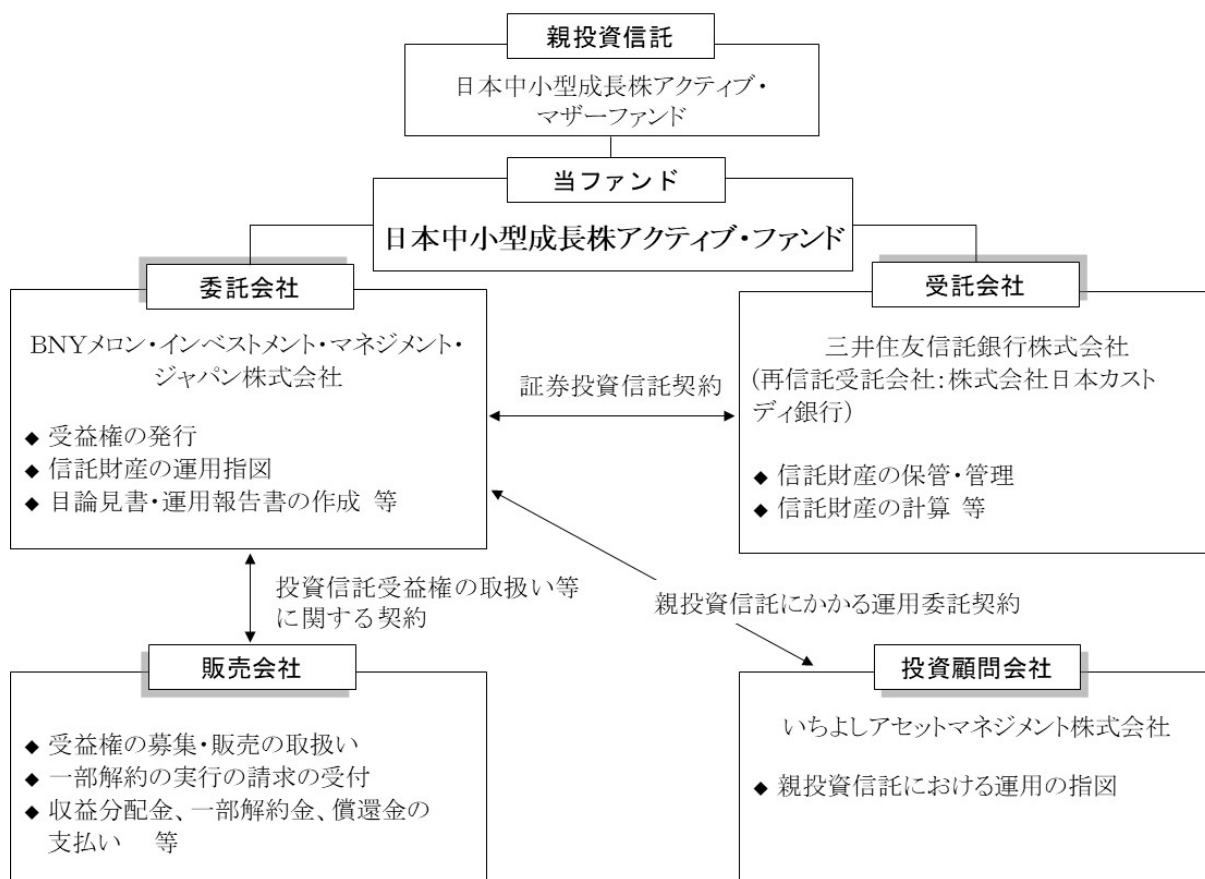 親投資信託
日本中小型成長株アクティブ・
マザーファンド
当ファンド
日本中小型成長株アクティブ・ファンド
委託会社
BNYメロン・インベストメント・マネジメント・
ジャパン株式会社
◆ 受益権の発行
◆ 信託財産の運用指図
◆ 目論見書・運用報告書の作成 等
証券投資信託契約
受託会社
三井住友信託銀行株式会社
(再信託受託会社：株式会社日本カスト
ディ銀行)
◆ 信託財産の保管・管理
◆ 信託財産の計算 等
投資信託受益権の取扱い等
に関する契約
親投資信託にかかる運用委託契約
販売会社
◆ 受益権の募集・販売の取扱い
◆ 一部解約の実行の請求の受付
◆ 収益分配金、一部解約金、償還金の
支払い 等
投資顧問会社
いちよしアセットマネジメント株式会社
◆ 親投資信託における運用の指図